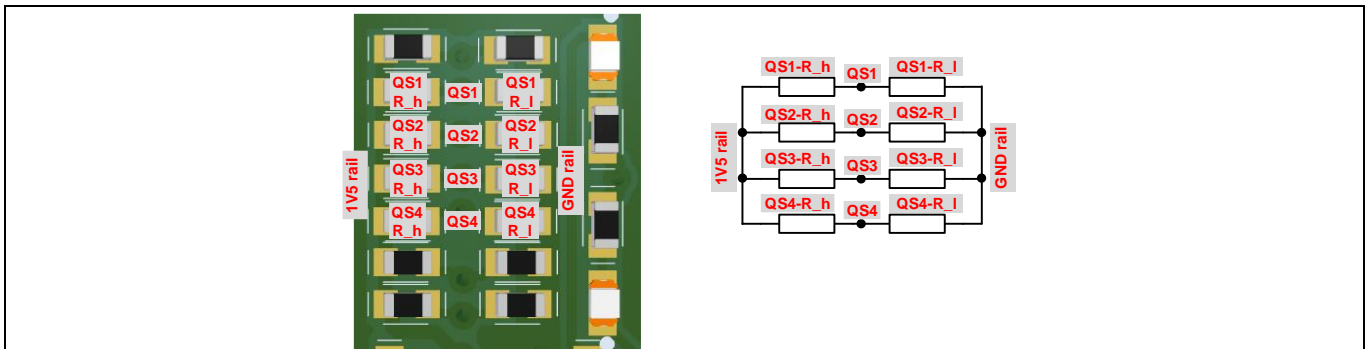 QS1
R_h
QS1
QS1
R_l
QS2
R_h
QS2
QS2
R_l
QS3
R_h
QS3
QS3
R_l
QS4
R_h
QS4
QS4
R_l
1V5 rail
GND rail
QS1-R_h
QS1
QS1-R_l
QS2-R_h
QS2
QS2-R_l
QS3-R_h
QS3
QS3-R_l
QS4-R_h
QS4
QS4-R_l
1V5 rail
GND rail